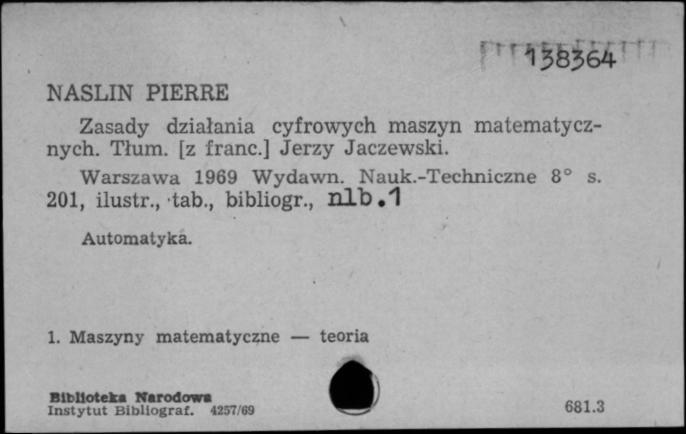 138364
NASLIN PIERRE
Zasady działania cyfrowych maszyn matematycz-
nych. Tłum. [z franc.] Jerzy Jaczewski.
Warszawa 1969 Wydawn. Nauk.-Techniczne 8° s.
201, ilustr., tab., bibliogr., nlb.1
Automatyka.
1. Maszyny matematyczne — teoria
Biblioteka Narodowa
Instytut Bibliograf. 4257/69
681.3